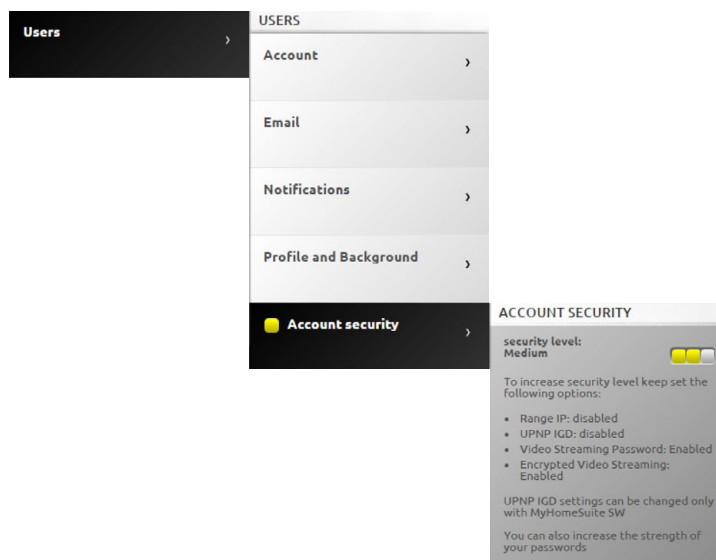 Users
USERS
Account
Email
Notifications
Profile and Background
Account security
ACCOUNT SECURITY
security level:
Medium
To increase security level keep set the
following options:
• Range IP: disabled
• UPNP IGD: disabled
• Video Streaming Password: Enabled
• Encrypted Video Streaming:
Enabled
UPNP IGD settings can be changed only
with MyHomeSuite SW
You can also increase the strength of
your passwords